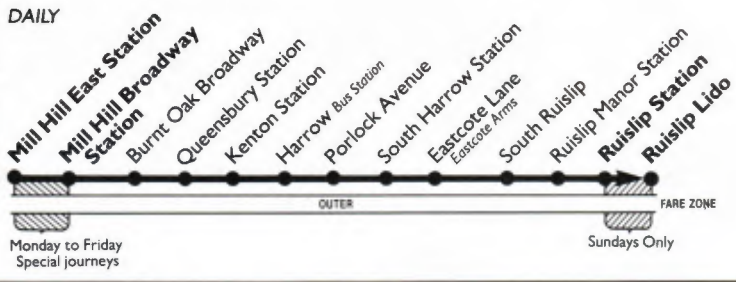 DAILY
Mill Hill East Station
Mill Hill Broadway
Station
Burnt Oak Broadway
Queensbury Station
Kenton Station
Harrow Bus Station
Porlock Avenue
South Harrow Station
Eastcote Lane
Eastcote Arms
South Ruislip
Ruislip Manor Station
Ruislip Station
Ruislip Lido
OUTER
FARE ZONE
Monday to Friday
Special journeys
Sundays Only